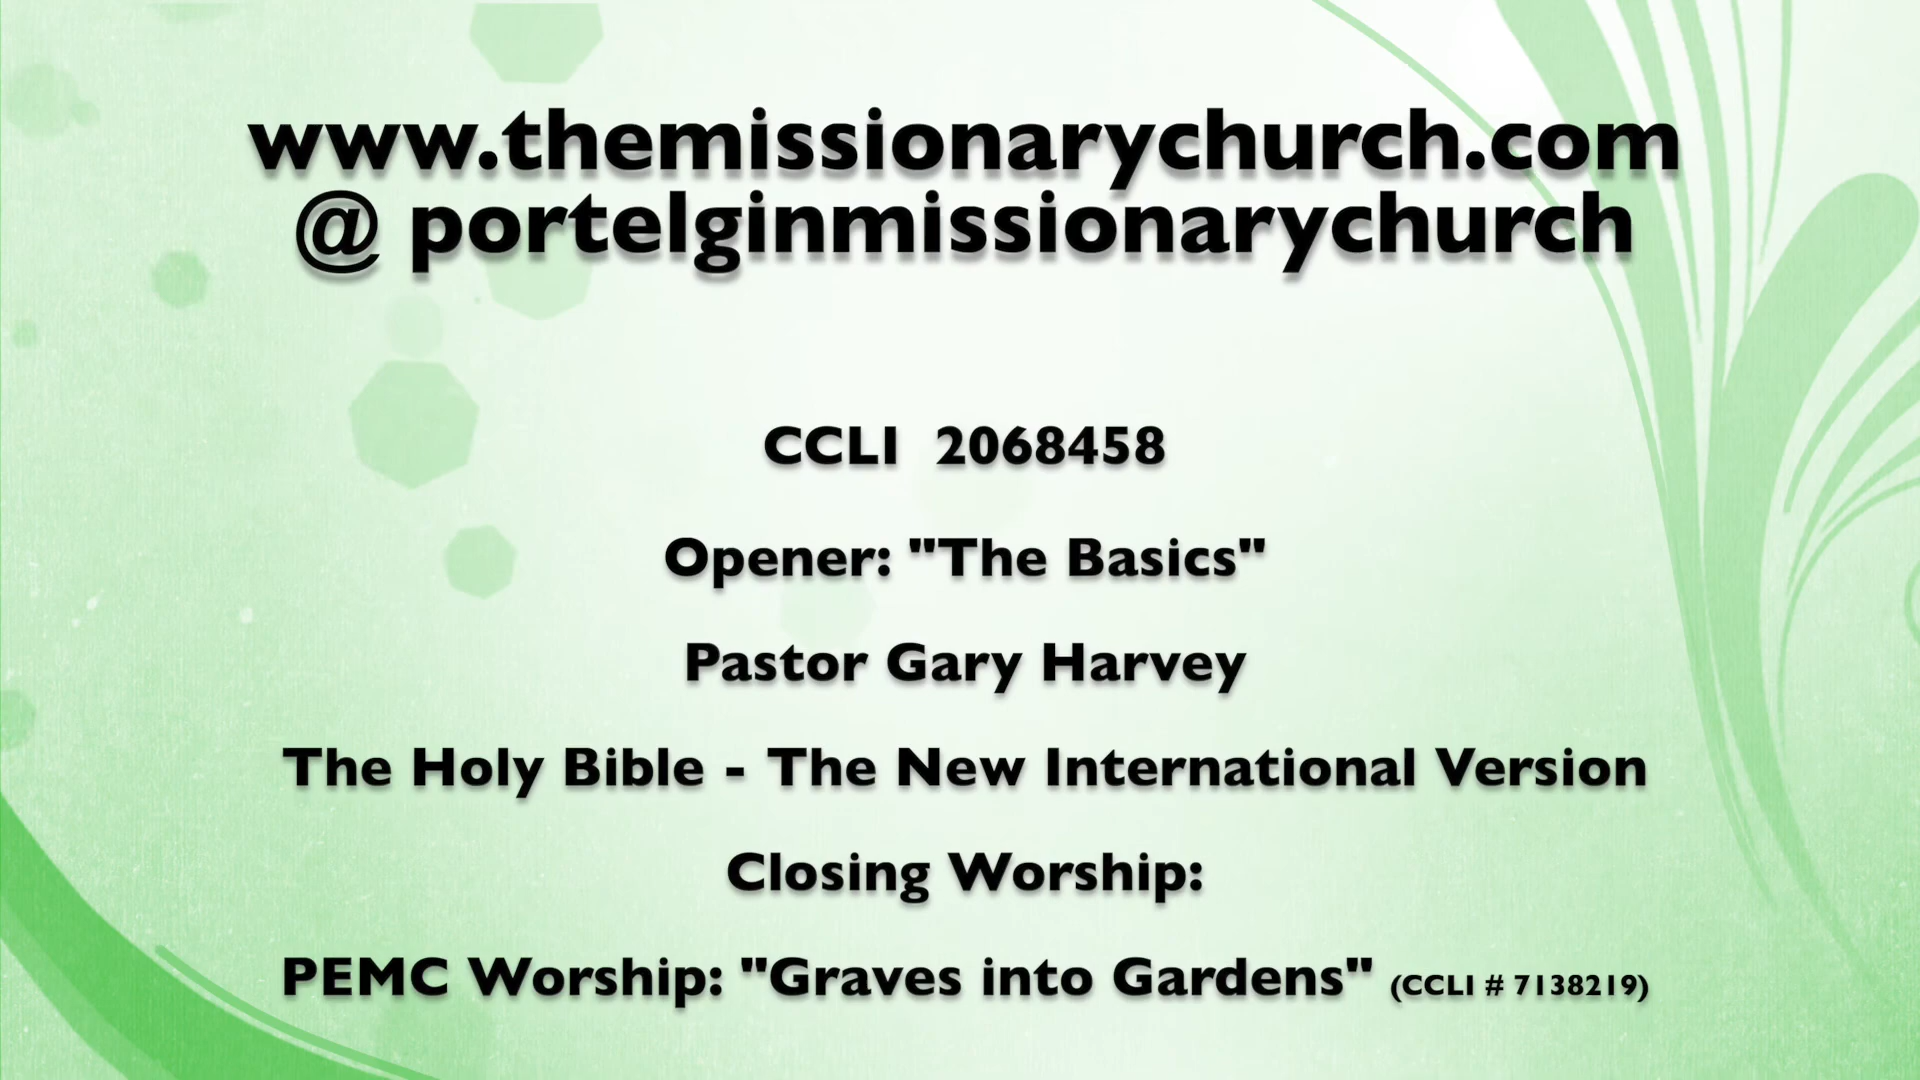 www.themissionarychurch.com
@ portelginmissionarychurch
CCLI 2068458
Opener: "The Basics"
Pastor Gary Harvey
The Holy Bible - The New International Version
Closing Worship:
PEMC Worship: "Graves into Gardens" (CCLI # 7138219)